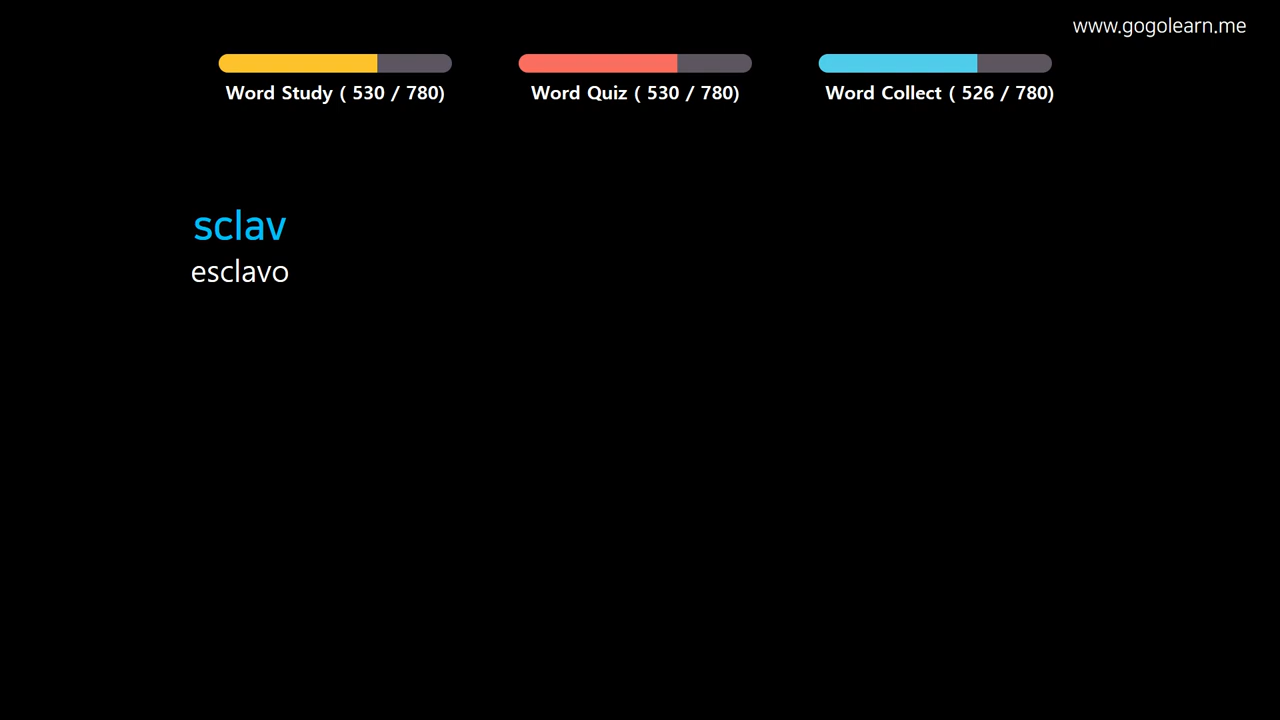 www.gogolearn.me
Word Study ( 530 / 780)
Word Quiz ( 530 / 780)
Word Collect ( 526 / 780)
sclav
esclavo